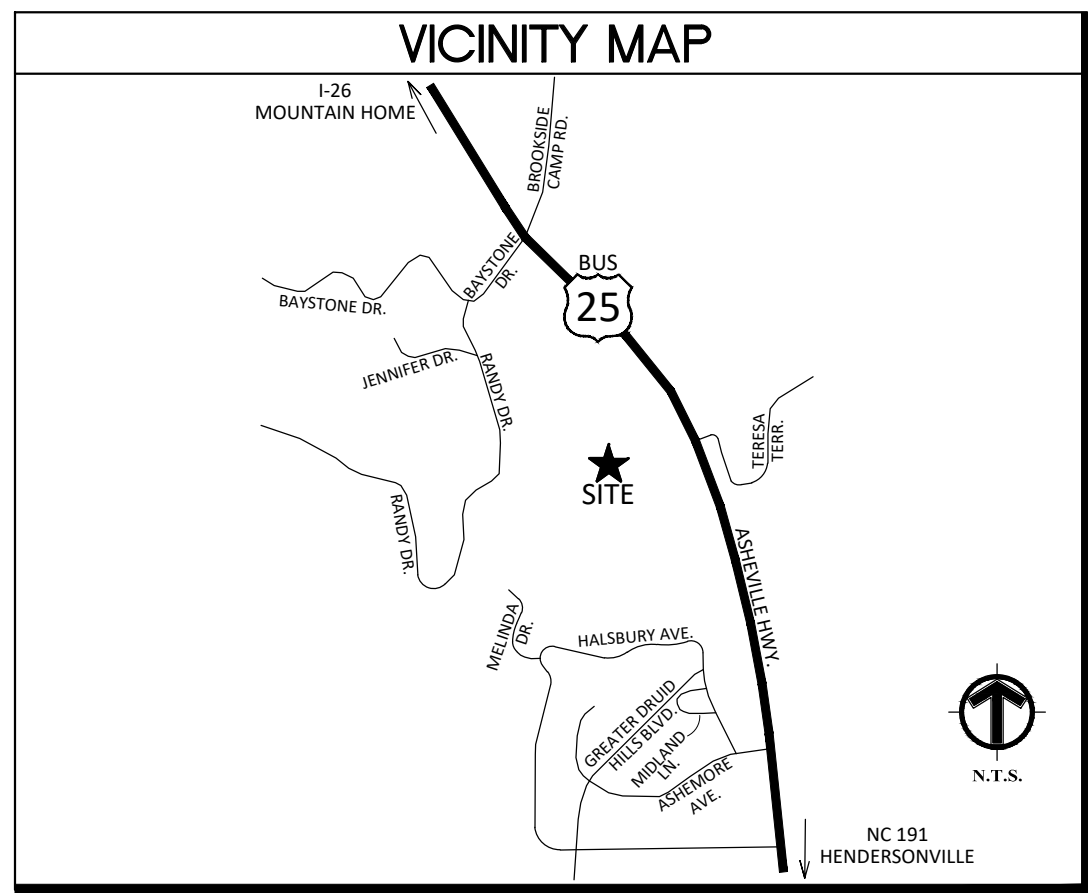 VICINITY MAP
I-26
MOUNTAIN HOME
BROOKSIDE
CAMP RD.
BAYSTONE
DR.
BUS
25
BAYSTONE DR.
JENNIFER DR.
RANDY DR.
TERESA
TERR.
SITE
RANDY DR.
ASHEVILLE HWY.
MELINDA
DR.
HALSBURY AVE.
GREATER DRUID
HILLS BLVD.
MIDLAND
LN.
ASHEMORE
AVE.
N.T.S.
NC 191
HENDERSONVILLE